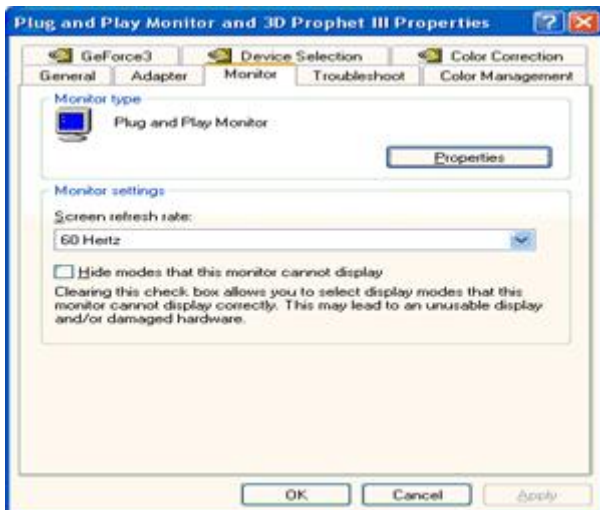 Plug and Play Monitor and 3D Prophet III Properties
GeForce3 Device Selection Color Correction
General Adapter Monitor Troubleshoot Color Management
Monitor type
Plug and Play Monitor
Properties
Monitor settings
Screen refresh rate:
60 Hertz
Hide modes that this monitor cannot display
Clearing this check box allows you to select display modes that this
monitor cannot display correctly. This may lead to an unusable display
and/or damaged hardware.
OK Cancel Apply